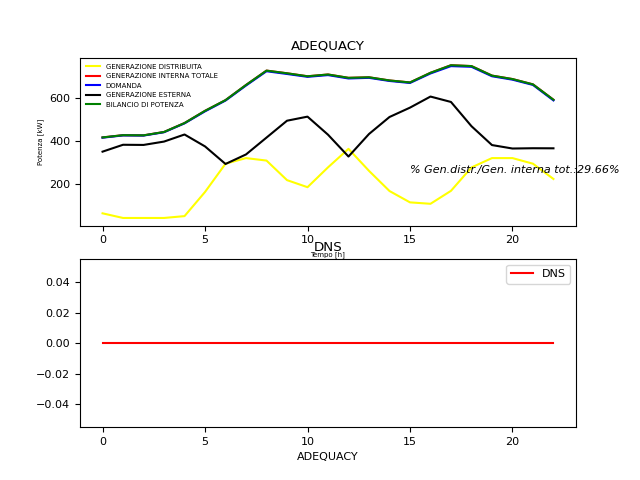 ADEQUACY
GENERAZIONE DISTRIBUITA
GENERAZIONE INTERNA TOTALE
DOMANDA
GENERAZIONE ESTERNA
BILANCIO DI POTENZA
Potenza [kW]
600
400
200
% Gen.distr./Gen. interna tot.:29.66%
0 5 10 15 20
Tempo [h]
DNS
DNS
0.04
0.02
0.00
−0.02
−0.04
0 5 10 15 20
ADEQUACY